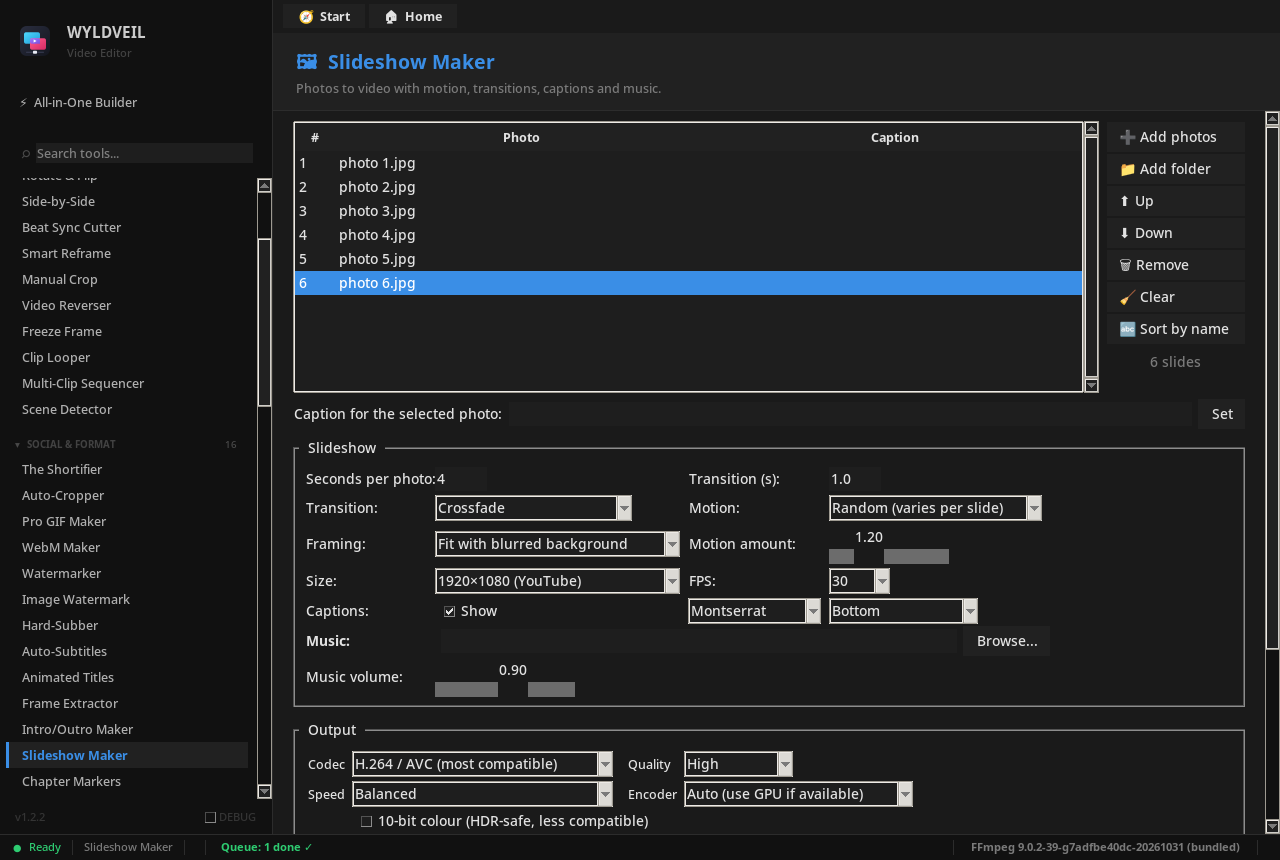 WYLDVEIL
Video Editor
⚡ All-in-One Builder
Search tools...
Rotate & Flip
Side-by-Side
Beat Sync Cutter
Smart Reframe
Manual Crop
Video Reverser
Freeze Frame
Clip Looper
Multi-Clip Sequencer
Scene Detector
SOCIAL & FORMAT 16
The Shortifier
Auto-Cropper
Pro GIF Maker
WebM Maker
Watermarker
Image Watermark
Hard-Subber
Auto-Subtitles
Animated Titles
Frame Extractor
Intro/Outro Maker
Slideshow Maker
Chapter Markers
v1.2.2 DEBUG
Start Home
Slideshow Maker
Photos to video with motion, transitions, captions and music.
# Photo Caption
1 photo 1.jpg
2 photo 2.jpg
3 photo 3.jpg
4 photo 4.jpg
5 photo 5.jpg
6 photo 6.jpg
Add photos
Add folder
Up
Down
Remove
Clear
Sort by name
6 slides
Caption for the selected photo: Set
Slideshow
Seconds per photo: 4 Transition (s): 1.0
Transition: Crossfade Motion: Random (varies per slide)
Framing: Fit with blurred background Motion amount: 1.20
Size: 1920×1080 (YouTube) FPS: 30
Captions: Show Montserrat Bottom
Music: Browse...
Music volume: 0.90
Output
Codec H.264 / AVC (most compatible) Quality High
Speed Balanced Encoder Auto (use GPU if available)
10-bit colour (HDR-safe, less compatible)
Ready Slideshow Maker Queue: 1 done ✓ FFmpeg 9.0.2-39-g7adfbe40dc-20261031 (bundled)